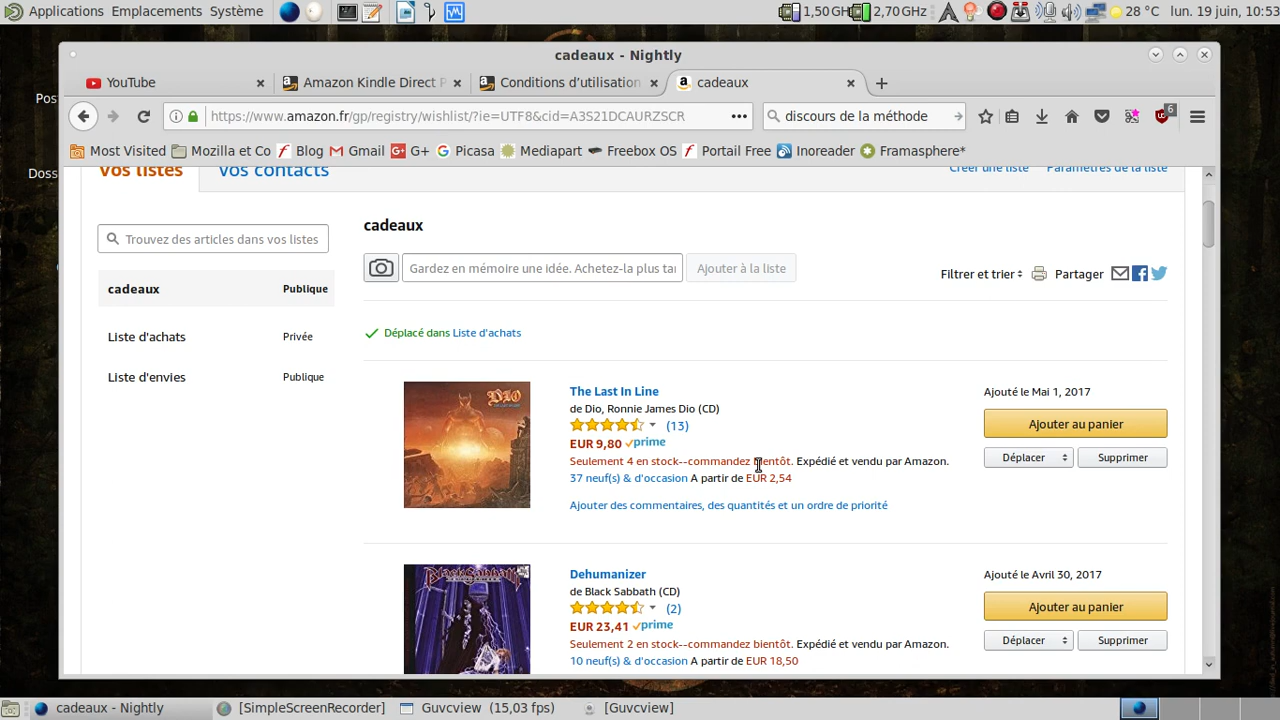 Applications Emplacements Système 1,50 GH 2,70 GHz 28 °C lun. 19 juin, 10:53
Pos
Doss
cadeaux - Nightly
YouTube Amazon Kindle Direct P Conditions d'utilisation cadeaux
https://www.amazon.fr/gp/registry/wishlist/?ie=UTF8&cid=A3S21DCAURZSCR ••• discours de la méthode 6
Most Visited Mozilla et Co Blog Gmail G+ Picasa Mediapart Freebox OS Portail Free Inoreader Framasphere*
Vos listes Vos contacts Créer une liste Paramètres de la liste
Trouvez des articles dans vos listes
cadeaux Publique
Liste d'achats Privée
Liste d'envies Publique
cadeaux
Gardez en mémoire une idée. Achetez-la plus tar Ajouter à la liste
Filtrer et trier Partager
Déplacé dans Liste d'achats
DIO
The Last In Line
de Dio, Ronnie James Dio (CD)
(13)
EUR 9,80 prime
Seulement 4 en stock--commandez bientôt. Expédié et vendu par Amazon.
37 neuf(s) & d'occasion A partir de EUR 2,54
Ajouter des commentaires, des quantités et un ordre de priorité
Ajouté le Mai 1, 2017
Ajouter au panier
Déplacer Supprimer
Black Sabbath
Dehumanizer
de Black Sabbath (CD)
(2)
EUR 23,41 prime
Seulement 2 en stock--commandez bientôt. Expédié et vendu par Amazon.
10 neuf(s) & d'occasion A partir de EUR 18,50
Ajouté le Avril 30, 2017
Ajouter au panier
Déplacer Supprimer
cadeaux - Nightly [SimpleScreenRecorder] Guvcview (15,03 fps) [Guvcview]